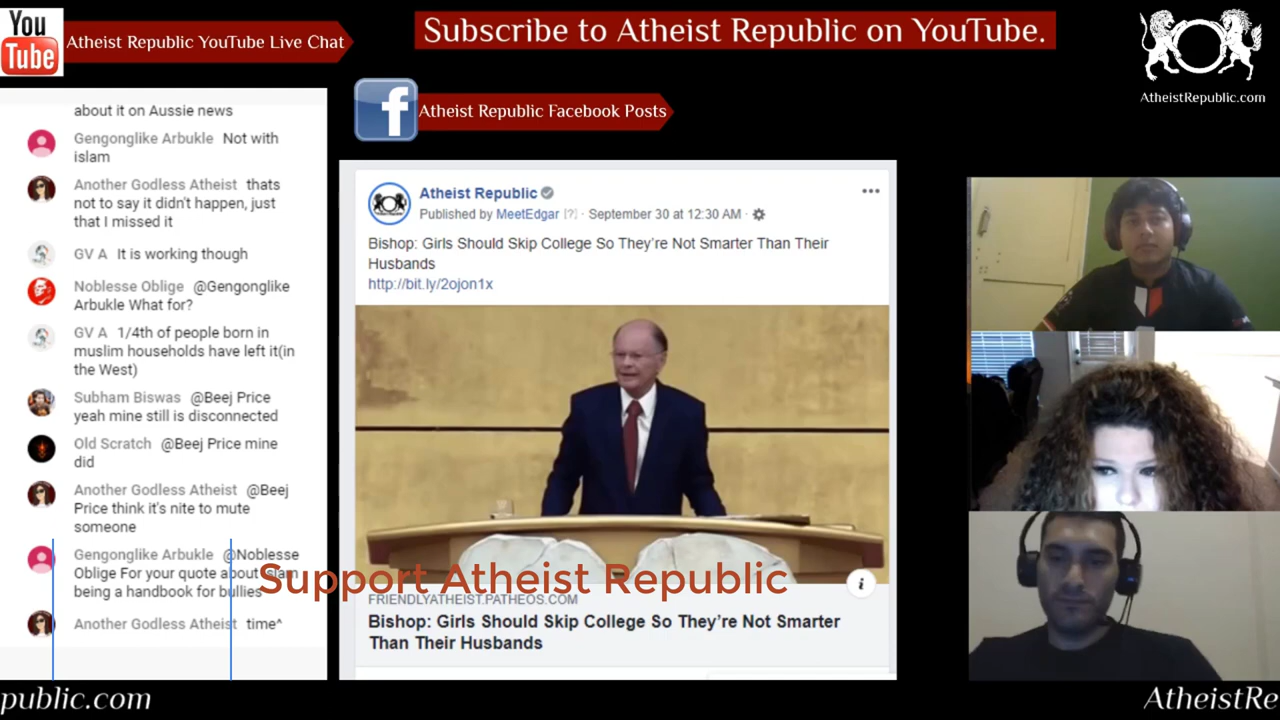 You
Tube
Atheist Republic YouTube Live Chat
Subscribe to Atheist Republic on YouTube.
AtheistRepublic.com
Atheist Republic Facebook Posts
about it on Aussie news
Gengonglike Arbukle Not with
islam
Another Godless Atheist thats
not to say it didn't happen, just
that I missed it
GV A It is working though
Noblesse Oblige @Gengonglike
Arbukle What for?
GV A 1/4th of people born in
muslim households have left it(in
the West)
Subham Biswas @Beej Price
yeah mine still is disconnected
Old Scratch @Beej Price mine
did
Another Godless Atheist @Beej
Price think it's nite to mute
someone
Gengonglike Arbukle @Noblesse
Oblige For your quote about islam
being a handbook for bullies
Another Godless Atheist time^
f
Atheist Republic
Published by MeetEdgar [?] · September 30 at 12:30 AM ·
Bishop: Girls Should Skip College So They're Not Smarter Than Their
Husbands
http://bit.ly/2ojon1x
i
Support Atheist Republic
FRIENDLYATHEIST.PATHEOS.COM
Bishop: Girls Should Skip College So They're Not Smarter
Than Their Husbands
public.com
AtheistRe